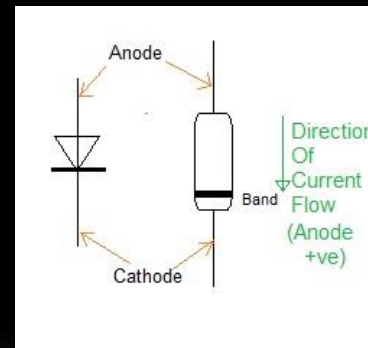 Anode
Direction
Of
Current
Band
Flow
(Anode
+ve)
Cathode